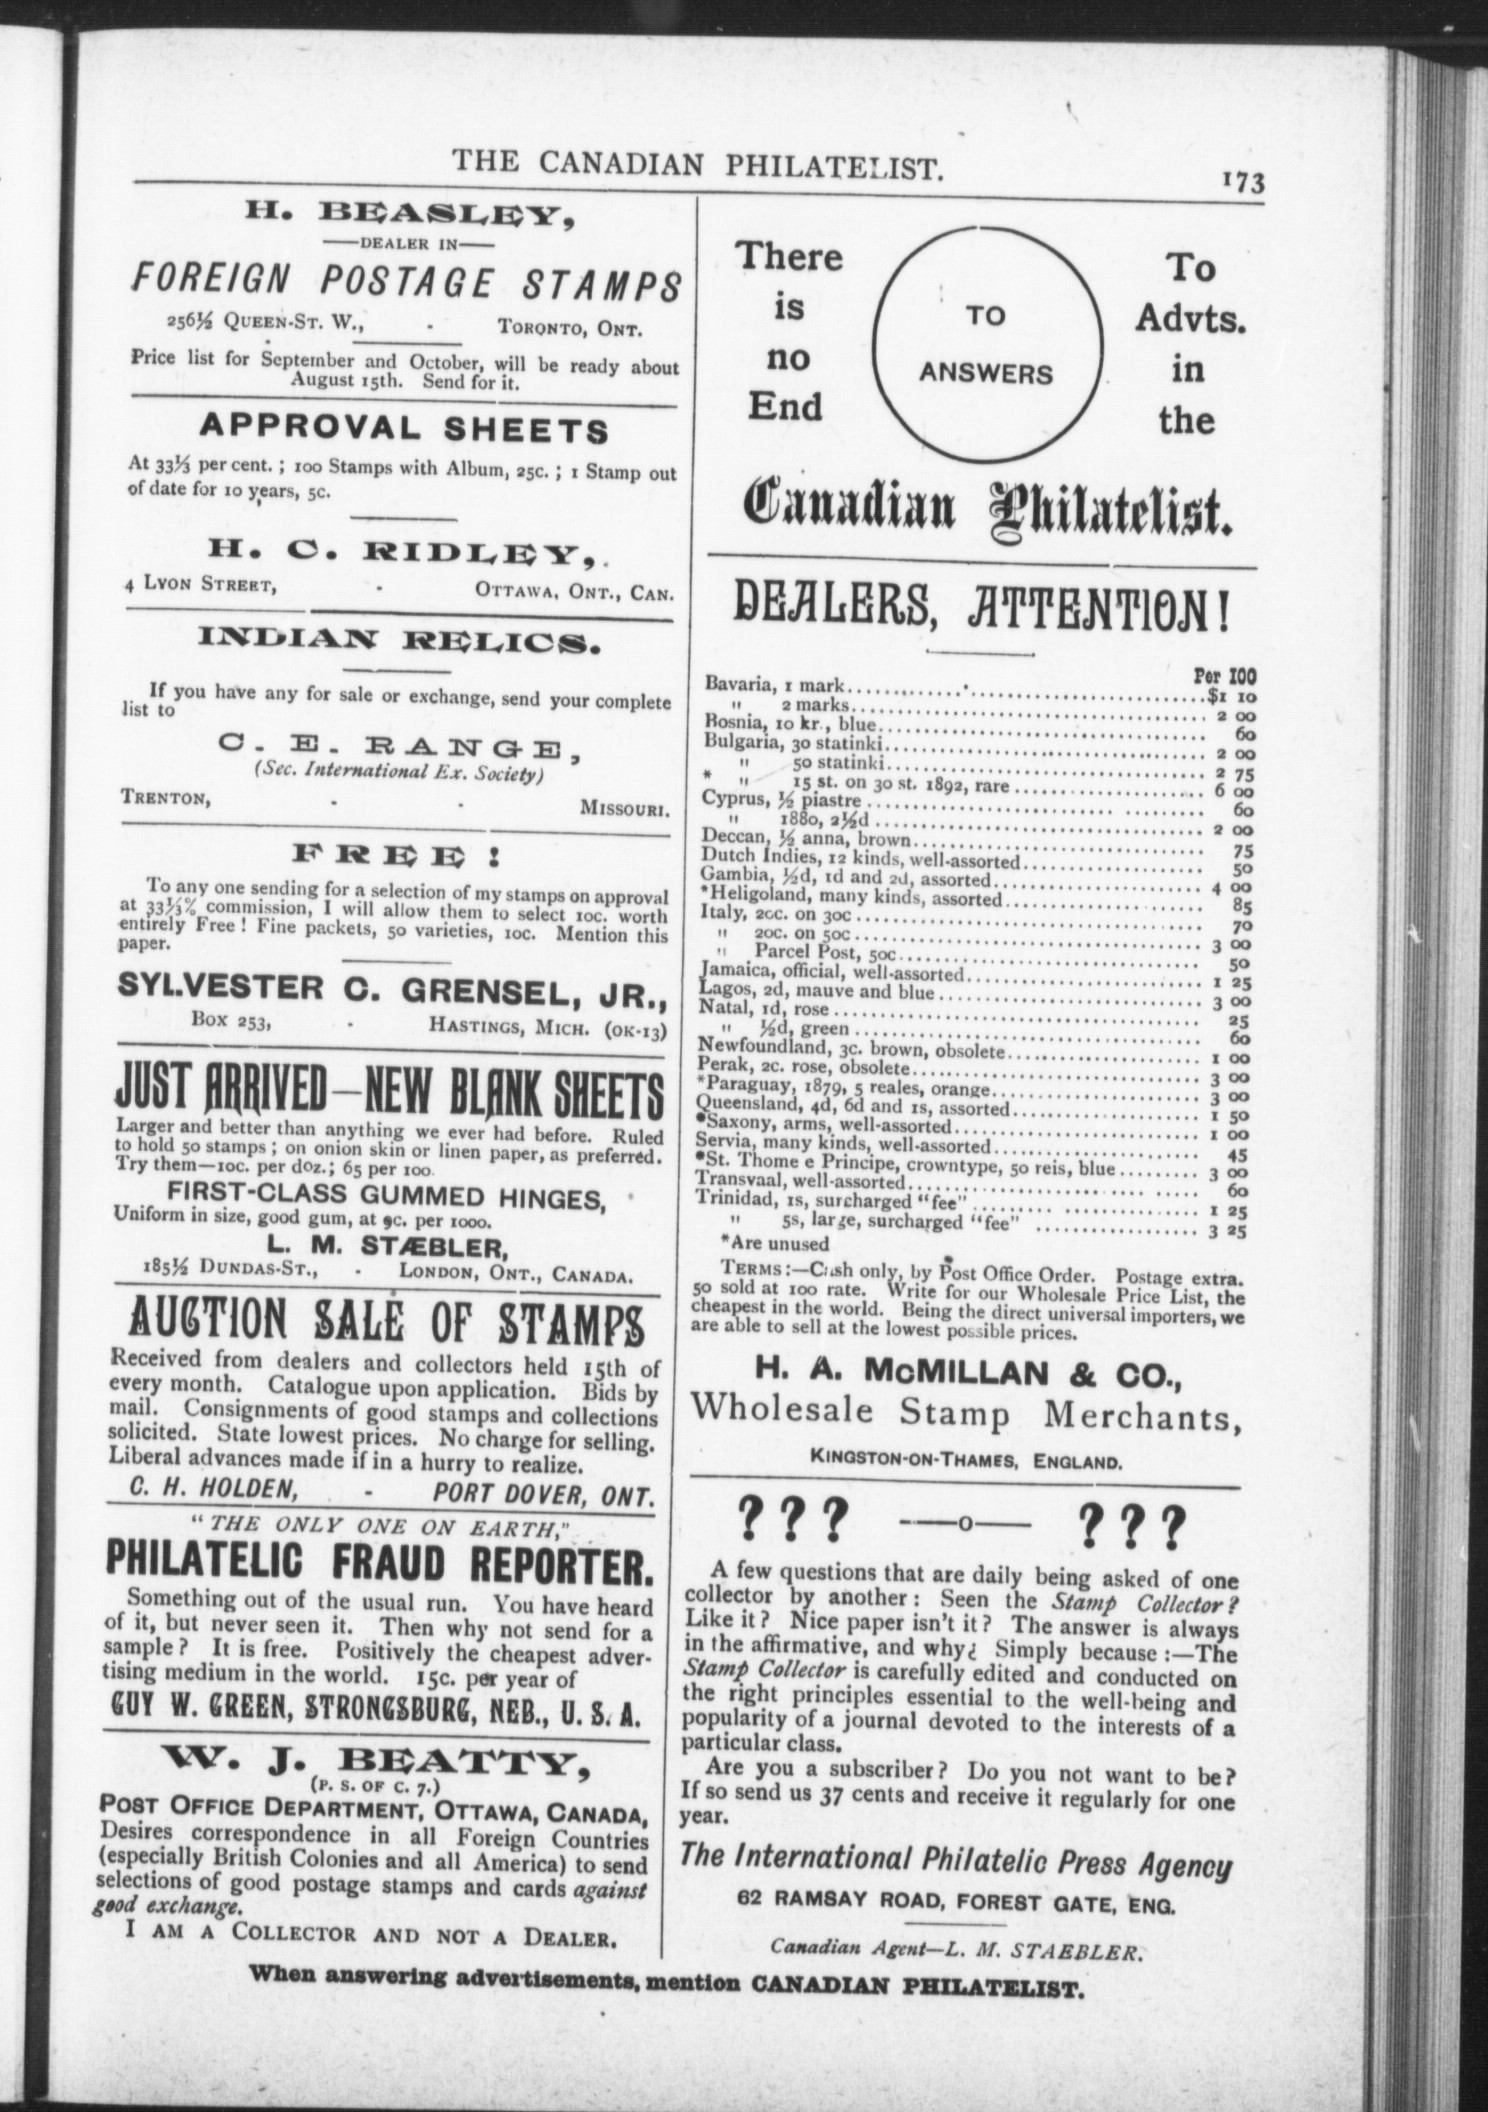 THE CANADIAN PHILATELIST. 173
H. BEASLEY,
—DEALER IN—
FOREIGN POSTAGE STAMPS
256½ QUEEN-ST. W., - TORONTO, ONT.
Price list for September and October, will be ready about
August 15th. Send for it.
APPROVAL SHEETS
At 33⅓ per cent. ; 100 Stamps with Album, 25c. ; 1 Stamp out
of date for 10 years, 5c.
H. C. RIDLEY,
4 LYON STREET, - OTTAWA, ONT., CAN.
INDIAN RELICS.
If you have any for sale or exchange, send your complete
list to
C. E. RANGE,
(Sec. International Ex. Society)
TRENTON, - - MISSOURI.
FREE !
To any one sending for a selection of my stamps on approval
at 33⅓% commission, I will allow them to select 10c. worth
entirely Free ! Fine packets, 50 varieties, 10c. Mention this
paper.
SYLVESTER C. GRENSEL, JR.,
BOX 253, - HASTINGS, MICH. (OK-13)
JUST ARRIVED—NEW BLANK SHEETS
Larger and better than anything we ever had before. Ruled
to hold 50 stamps ; on onion skin or linen paper, as preferred.
Try them—10c. per doz.; 65 per 100.
FIRST-CLASS GUMMED HINGES,
Uniform in size, good gum, at 9c. per 1000.
L. M. STÆBLER,
185½ DUNDAS-ST., - LONDON, ONT., CANADA.
AUCTION SALE OF STAMPS
Received from dealers and collectors held 15th of
every month. Catalogue upon application. Bids by
mail. Consignments of good stamps and collections
solicited. State lowest prices. No charge for selling.
Liberal advances made if in a hurry to realize.
C. H. HOLDEN, - PORT DOVER, ONT.
"THE ONLY ONE ON EARTH,"
PHILATELIC FRAUD REPORTER.
Something out of the usual run. You have heard
of it, but never seen it. Then why not send for a
sample ? It is free. Positively the cheapest adver-
tising medium in the world. 15c. per year of
GUY W. GREEN, STRONGSBURG, NEB., U. S. A.
W. J. BEATTY,
(P. S. OF C. 7.)
POST OFFICE DEPARTMENT, OTTAWA, CANADA,
Desires correspondence in all Foreign Countries
(especially British Colonies and all America) to send
selections of good postage stamps and cards against
good exchange.
I AM A COLLECTOR AND NOT A DEALER.
There is no End
TO
ANSWERS
To Advts. in the
Canadian Philatelist.
DEALERS, ATTENTION!
Per 100
Bavaria, 1 mark........$1 10
" 2 marks........2 00
Bosnia, 10 kr., blue........60
Bulgaria, 30 statinki........2 00
" 50 statinki........2 75
* " 15 st. on 30 st. 1892, rare........6 00
Cyprus, ½ piastre........60
" 1880, 2½d........2 00
Deccan, ½ anna, brown........75
Dutch Indies, 12 kinds, well-assorted........50
Gambia, ½d, 1d and 2d, assorted........4 00
*Heligoland, many kinds, assorted........85
Italy, 20c. on 30c........70
" 20c. on 50c........3 00
" Parcel Post, 50c........50
Jamaica, official, well-assorted........1 25
Lagos, 2d, mauve and blue........3 00
Natal, 1d, rose........25
" ½d, green........60
Newfoundland, 3c. brown, obsolete........1 00
Perak, 2c. rose, obsolete........3 00
*Paraguay, 1879, 5 reales, orange........3 00
Queensland, 4d, 6d and 1s, assorted........1 50
*Saxony, arms, well-assorted........1 00
Servia, many kinds, well-assorted........45
*St. Thome e Principe, crowntype, 50 reis, blue........3 00
Transvaal, well-assorted........60
Trinidad, 1s, surcharged "fee"........1 25
" 5s, large, surcharged "fee"........3 25
*Are unused
TERMS :—Cash only, by Post Office Order. Postage extra.
50 sold at 100 rate. Write for our Wholesale Price List, the
cheapest in the world. Being the direct universal importers, we
are able to sell at the lowest possible prices.
H. A. McMILLAN & CO.,
Wholesale Stamp Merchants,
KINGSTON-ON-THAMES, ENGLAND.
? ? ? —o— ? ? ?
A few questions that are daily being asked of one
collector by another : Seen the Stamp Collector ?
Like it ? Nice paper isn't it ? The answer is always
in the affirmative, and why¿ Simply because :—The
Stamp Collector is carefully edited and conducted on
the right principles essential to the well-being and
popularity of a journal devoted to the interests of a
particular class.
Are you a subscriber ? Do you not want to be ?
If so send us 37 cents and receive it regularly for one
year.
The International Philatelic Press Agency
62 RAMSAY ROAD, FOREST GATE, ENG.
Canadian Agent—L. M. STAEBLER.
When answering advertisements, mention CANADIAN PHILATELIST.